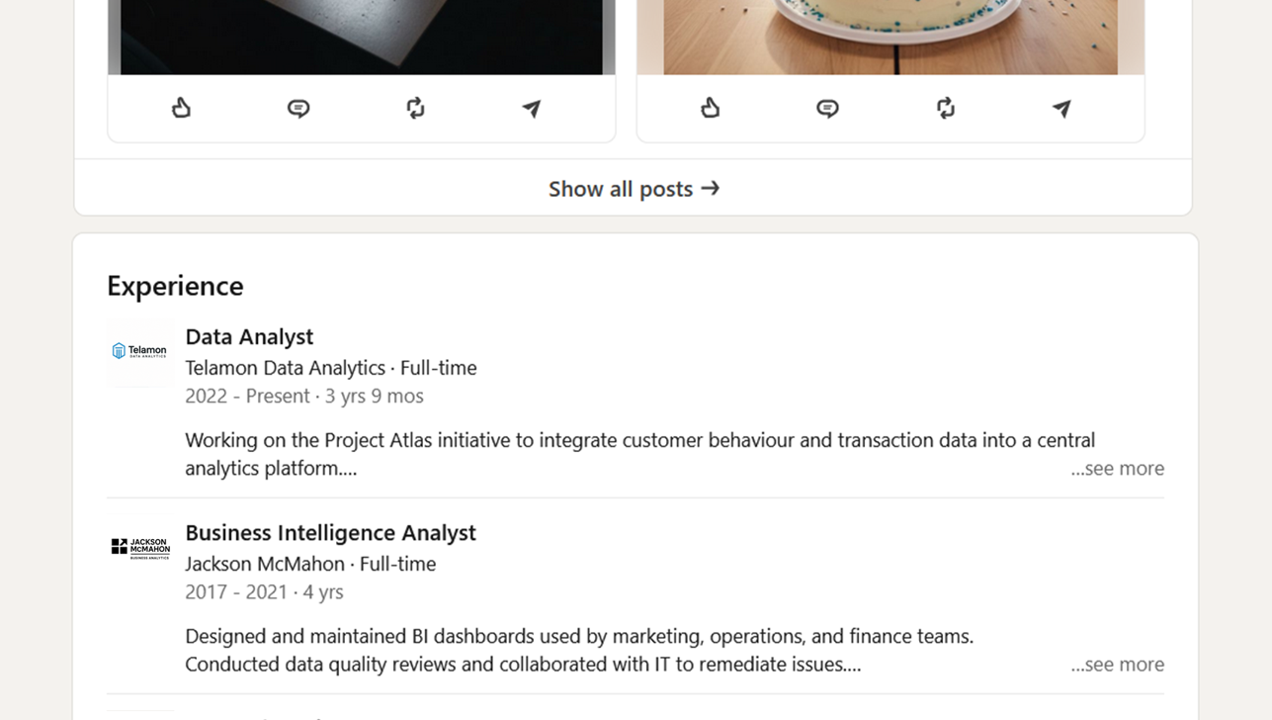 Show all posts →
Experience
Telamon
DATA ANALYTICS
Data Analyst
Telamon Data Analytics · Full-time
2022 - Present · 3 yrs 9 mos
Working on the Project Atlas initiative to integrate customer behaviour and transaction data into a central
analytics platform....
...see more
JACKSON
MCMAHON
BUSINESS ANALYTICS
Business Intelligence Analyst
Jackson McMahon · Full-time
2017 - 2021 · 4 yrs
Designed and maintained BI dashboards used by marketing, operations, and finance teams.
Conducted data quality reviews and collaborated with IT to remediate issues....
...see more